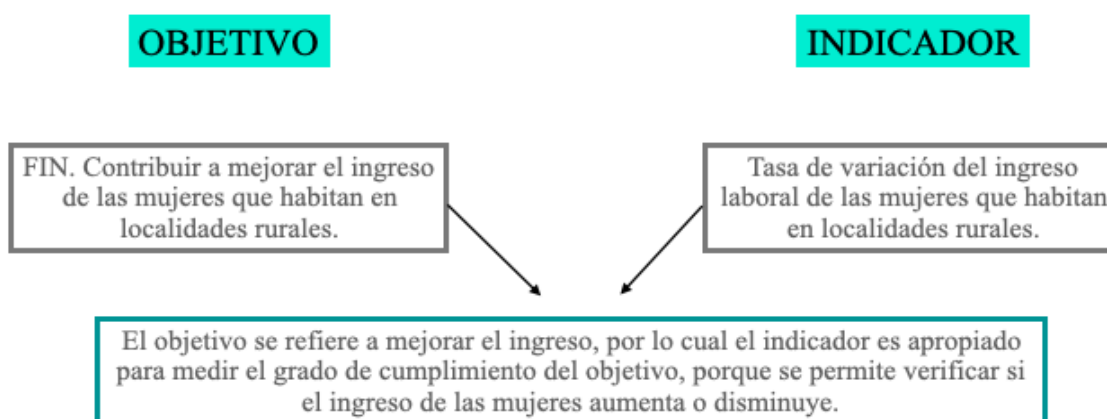 OBJETIVO
INDICADOR
FIN. Contribuir a mejorar el ingreso
de las mujeres que habitan en
localidades rurales.
Tasa de variación del ingreso
laboral de las mujeres que habitan
en localidades rurales.
El objetivo se refiere a mejorar el ingreso, por lo cual el indicador es apropiado
para medir el grado de cumplimiento del objetivo, porque se permite verificar si
el ingreso de las mujeres aumenta o disminuye.